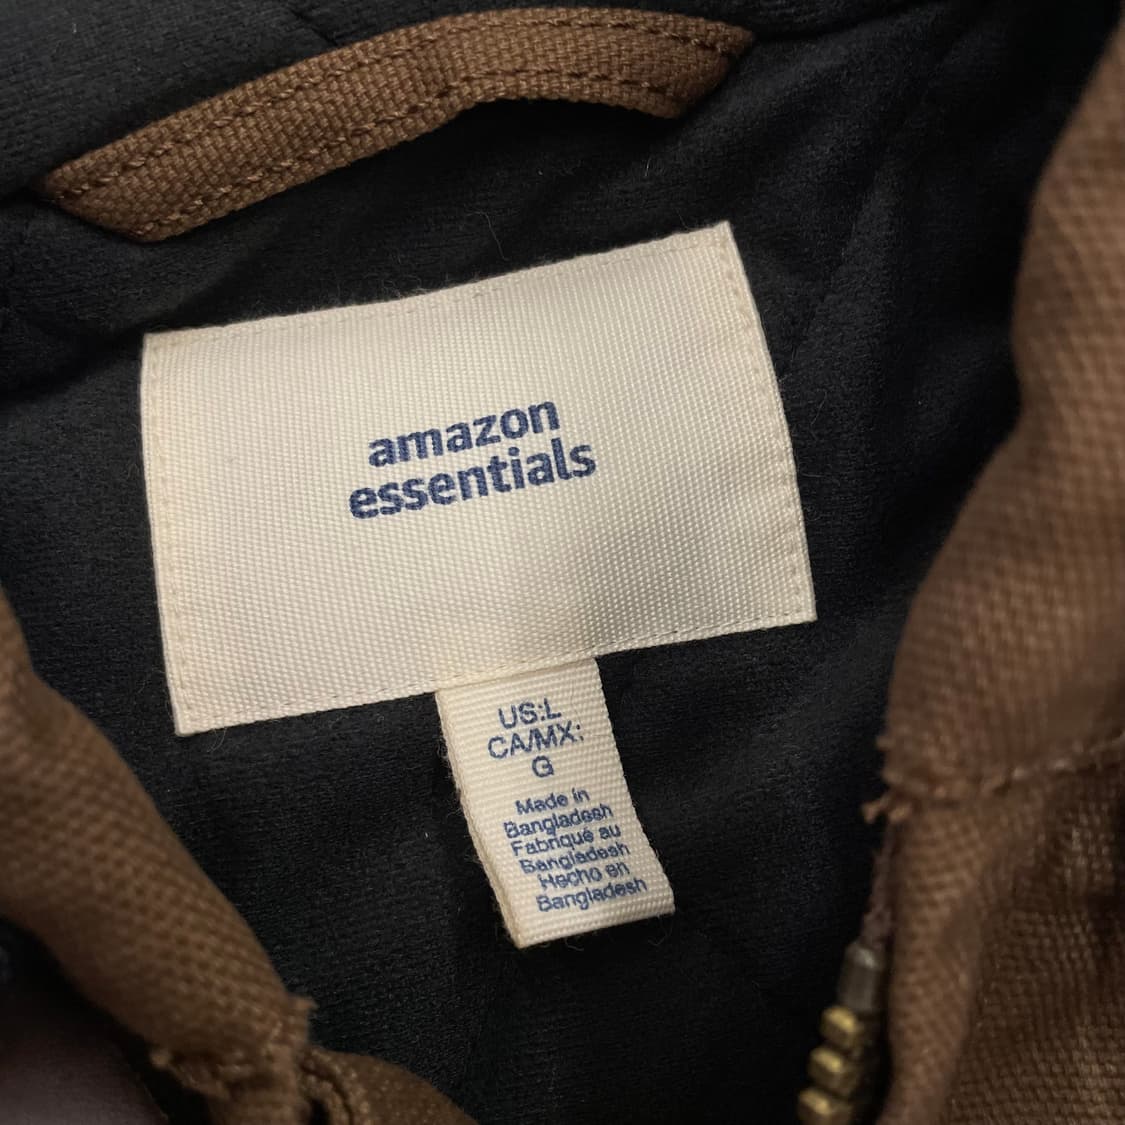 amazon
essentials
US:L
CA/MX:
G
Made in
Bangladesh
Fabriqué au
Bangladesh
Hecho en
Bangladesh